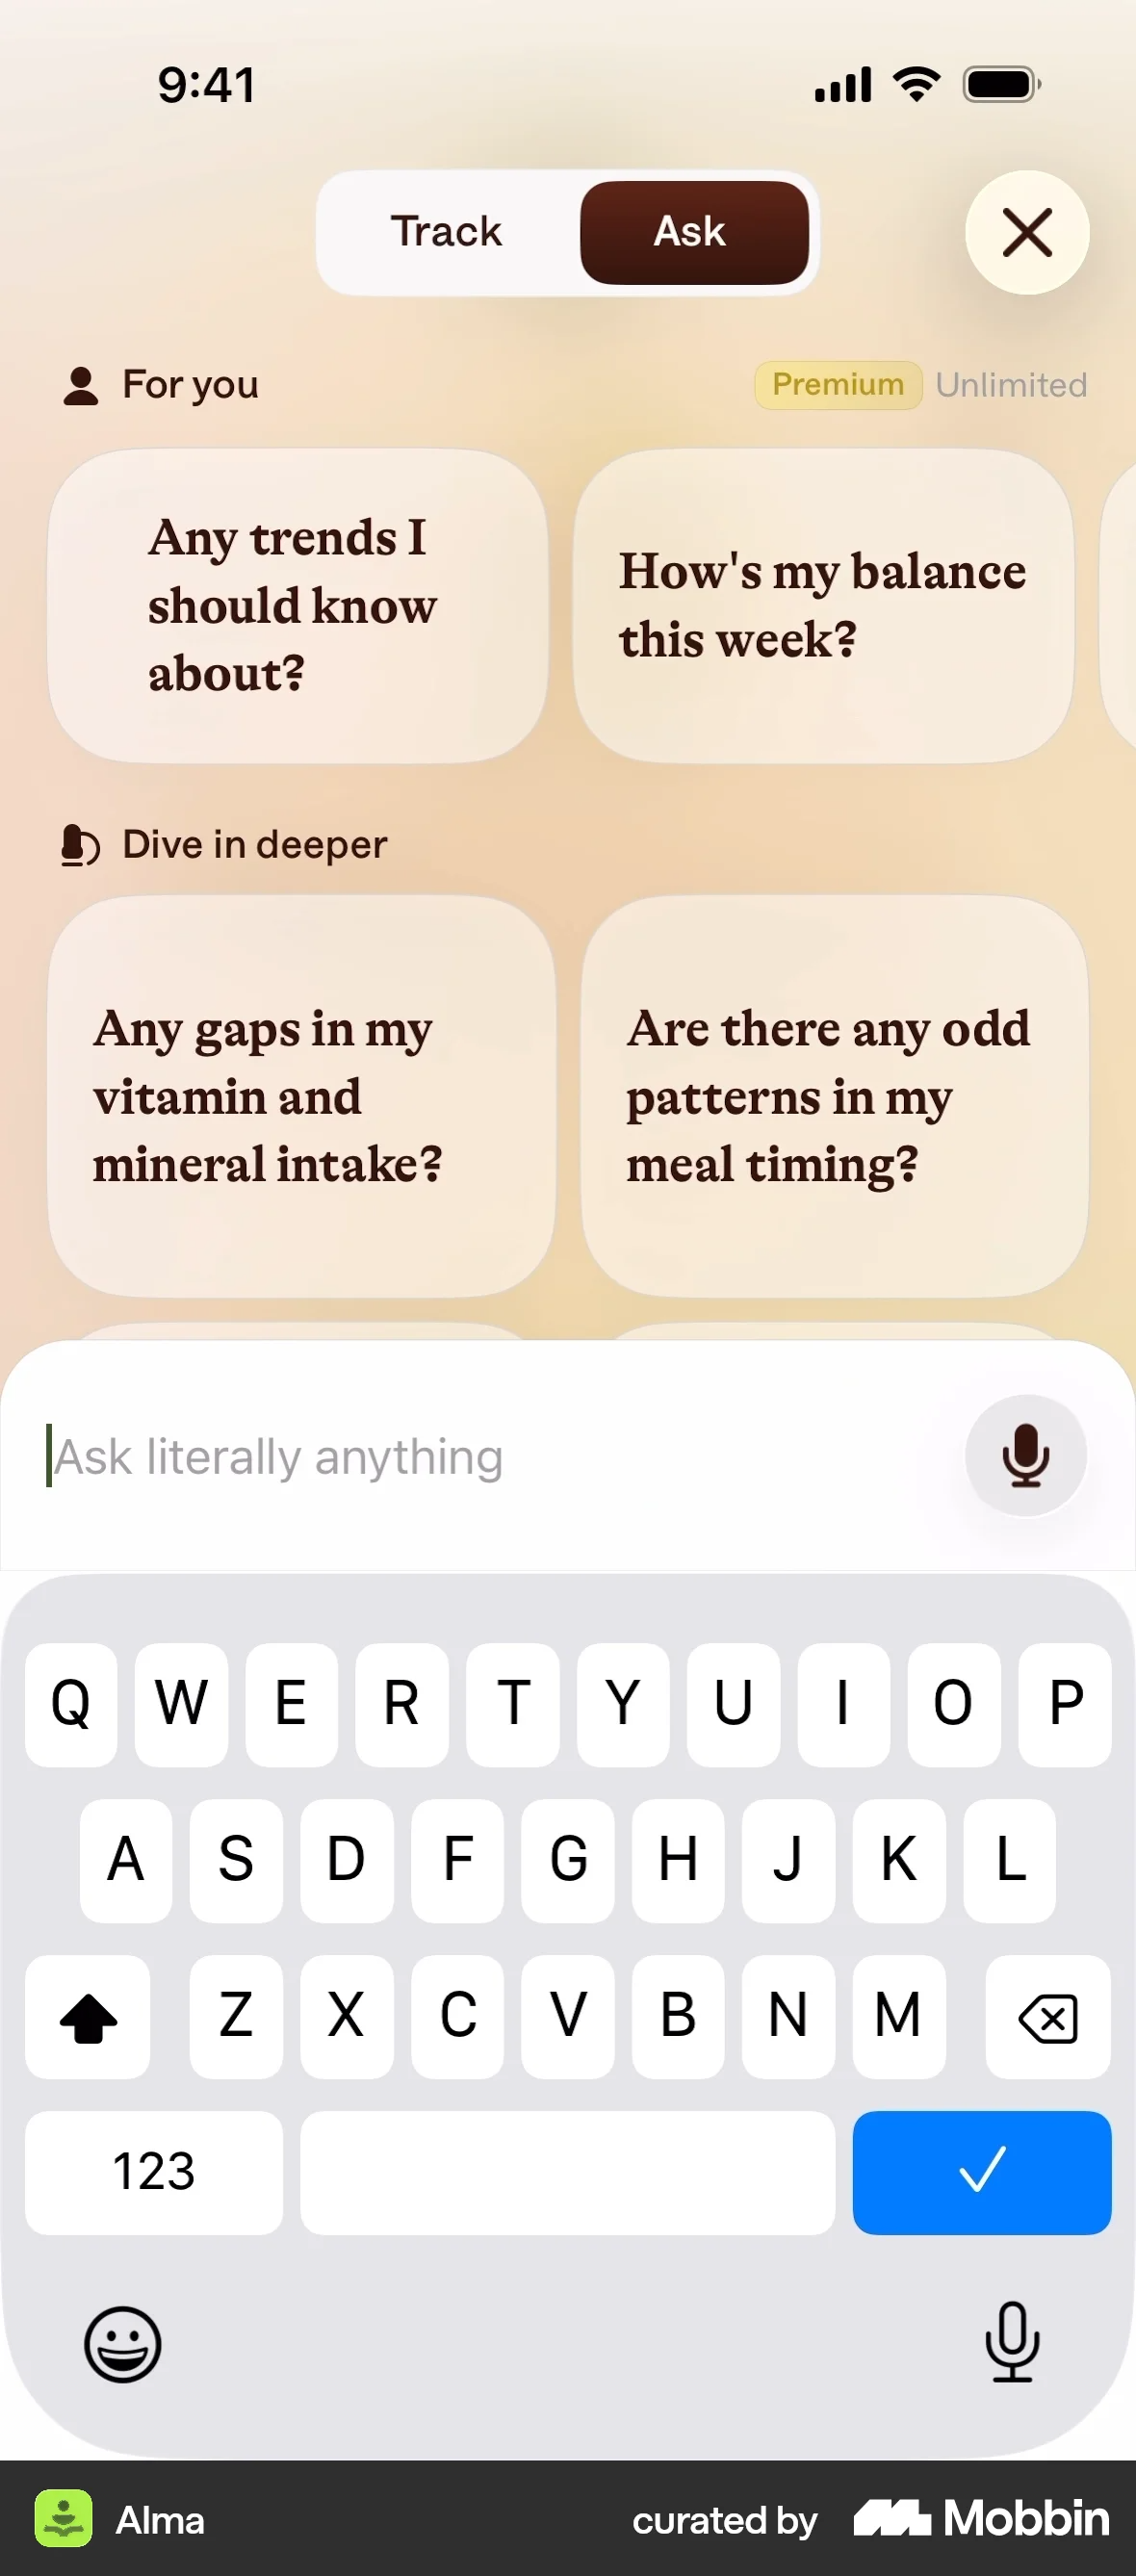 9:41
Track
Ask
For you
Premium Unlimited
Any trends I
should know
about?
How's my balance
this week?
Dive in deeper
Any gaps in my
vitamin and
mineral intake?
Are there any odd
patterns in my
meal timing?
Ask literally anything
Q W E R T Y U I O P
A S D F G H J K L
Z X C V B N M
123
Alma
curated by Mobbin